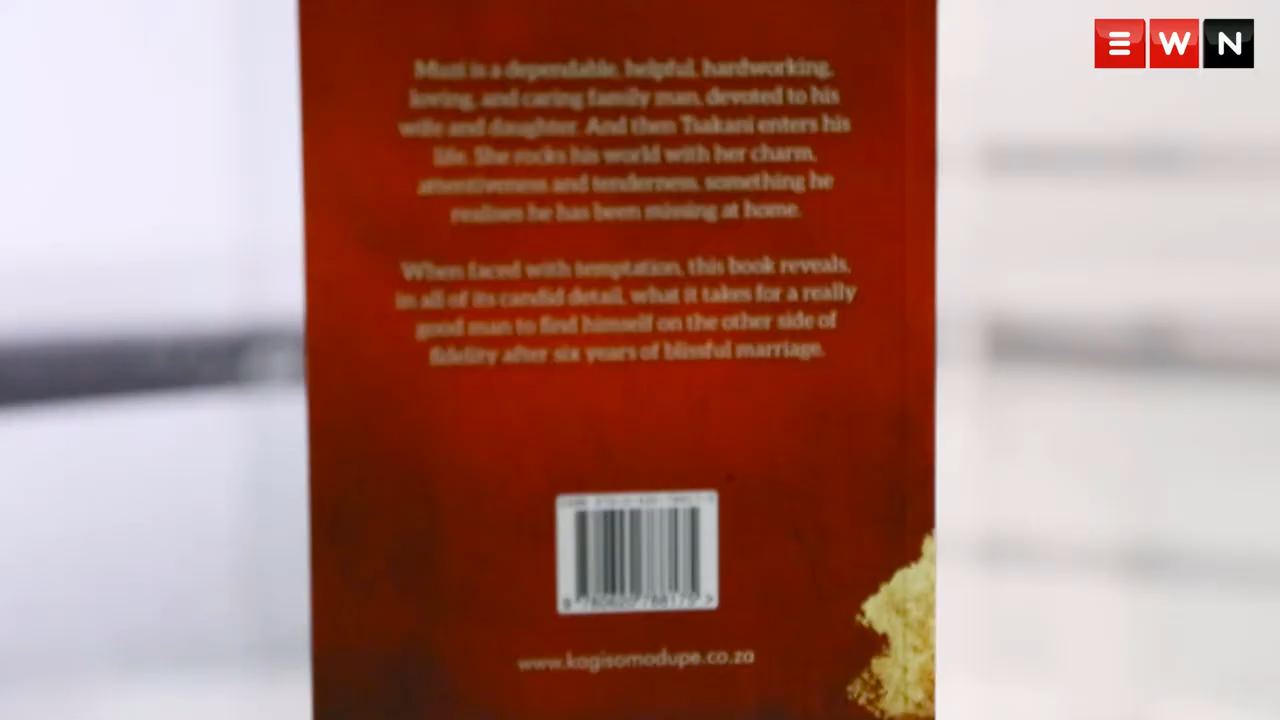 EWN
Muzi is a dependable, helpful, hardworking,
loving, and caring family man, devoted to his
wife and daughter. And then Tsakani enters his
life. She rocks his world with her charm,
attentiveness and tenderness, something he
realises he has been missing at home.
When faced with temptation, this book reveals,
in all of its candid detail, what it takes for a really
good man to find himself on the other side of
fidelity after six years of blissful marriage.
www.kagisomodupe.co.za